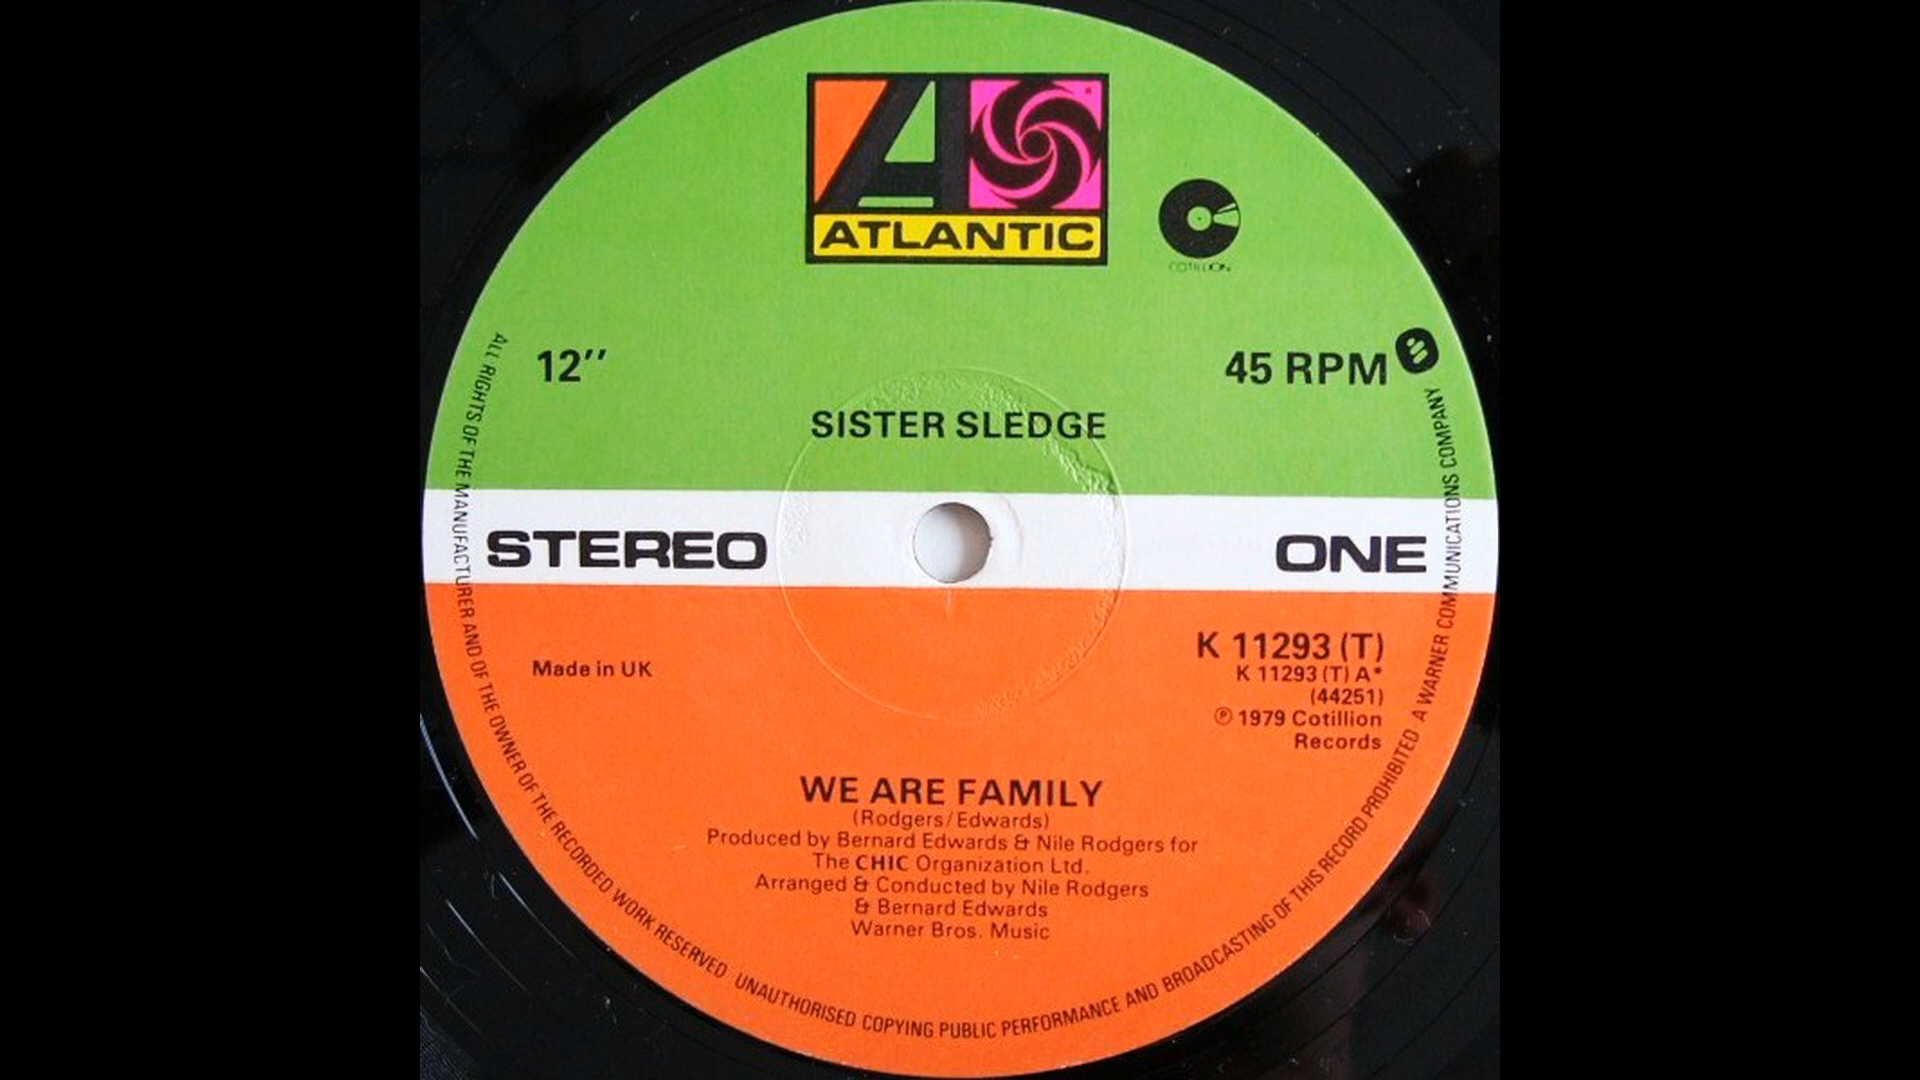 ATLANTIC
COTILLION
12"
45 RPM
SISTER SLEDGE
STEREO
ONE
Made in UK
K 11293 (T)
K 11293 (T) A*
(44251)
℗ 1979 Cotillion
Records
WE ARE FAMILY
(Rodgers/Edwards)
Produced by Bernard Edwards & Nile Rodgers for
The CHIC Organization Ltd.
Arranged & Conducted by Nile Rodgers
& Bernard Edwards
Warner Bros. Music
ALL RIGHTS OF THE MANUFACTURER AND OF THE OWNER OF THE RECORDED WORK RESERVED UNAUTHORISED COPYING PUBLIC PERFORMANCE AND BROADCASTING OF THIS RECORD PROHIBITED A WARNER COMMUNICATIONS COMPANY